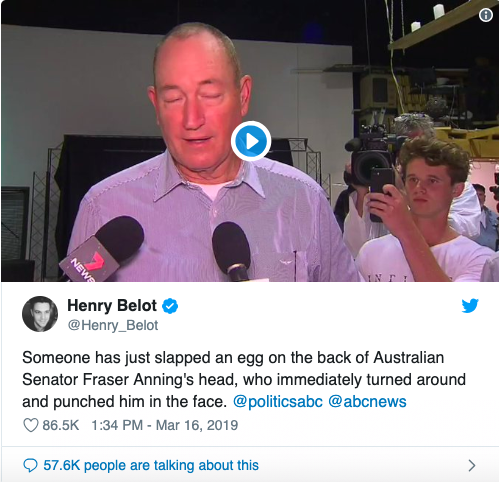 7NEWS
INCI
Henry Belot
@Henry_Belot
Someone has just slapped an egg on the back of Australian
Senator Fraser Anning's head, who immediately turned around
and punched him in the face. @politicsabc @abcnews
86.5K 1:34 PM - Mar 16, 2019
57.6K people are talking about this